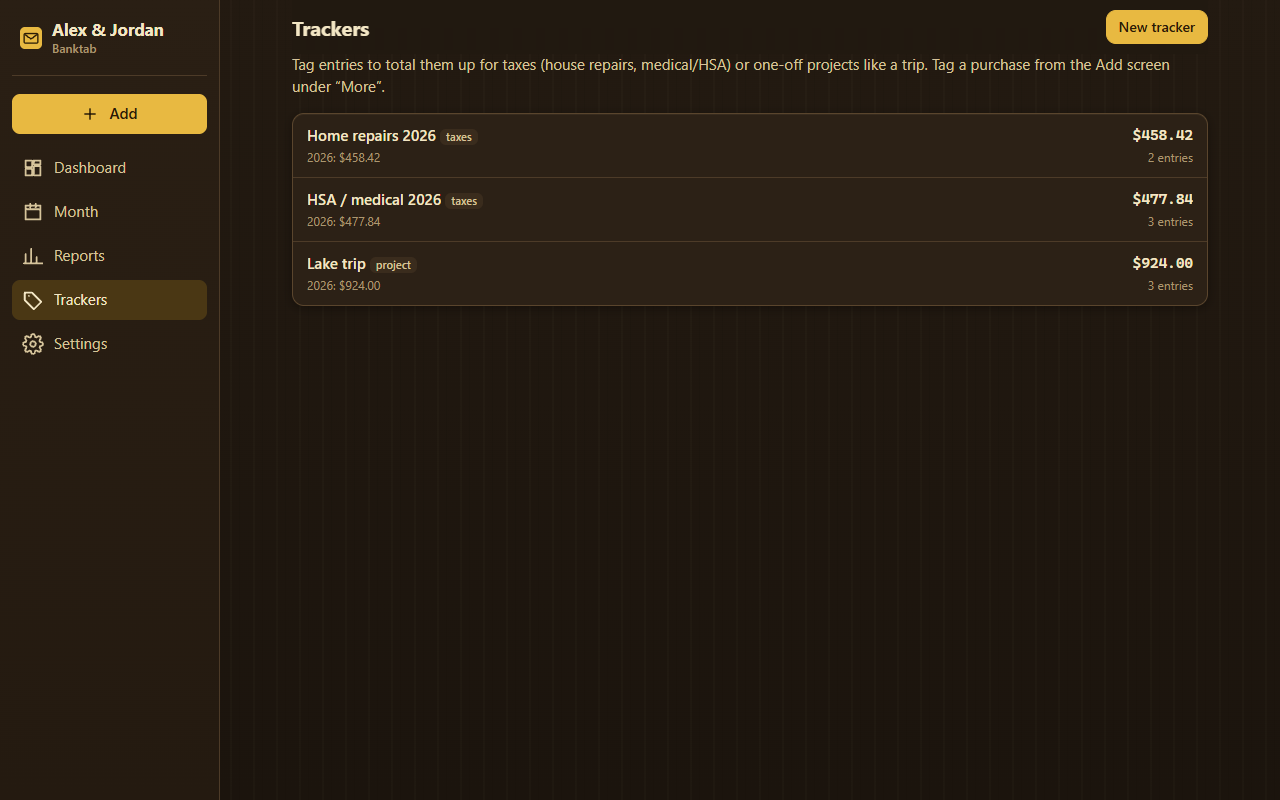 Alex & Jordan
Banktab
Add
Dashboard
Month
Reports
Trackers
Settings
Trackers
New tracker
Tag entries to total them up for taxes (house repairs, medical/HSA) or one-off projects like a trip. Tag a purchase from the Add screen
under “More”.
Home repairs 2026 taxes
$458.42
2026: $458.42
2 entries
HSA / medical 2026 taxes
$477.84
2026: $477.84
3 entries
Lake trip project
$924.00
2026: $924.00
3 entries